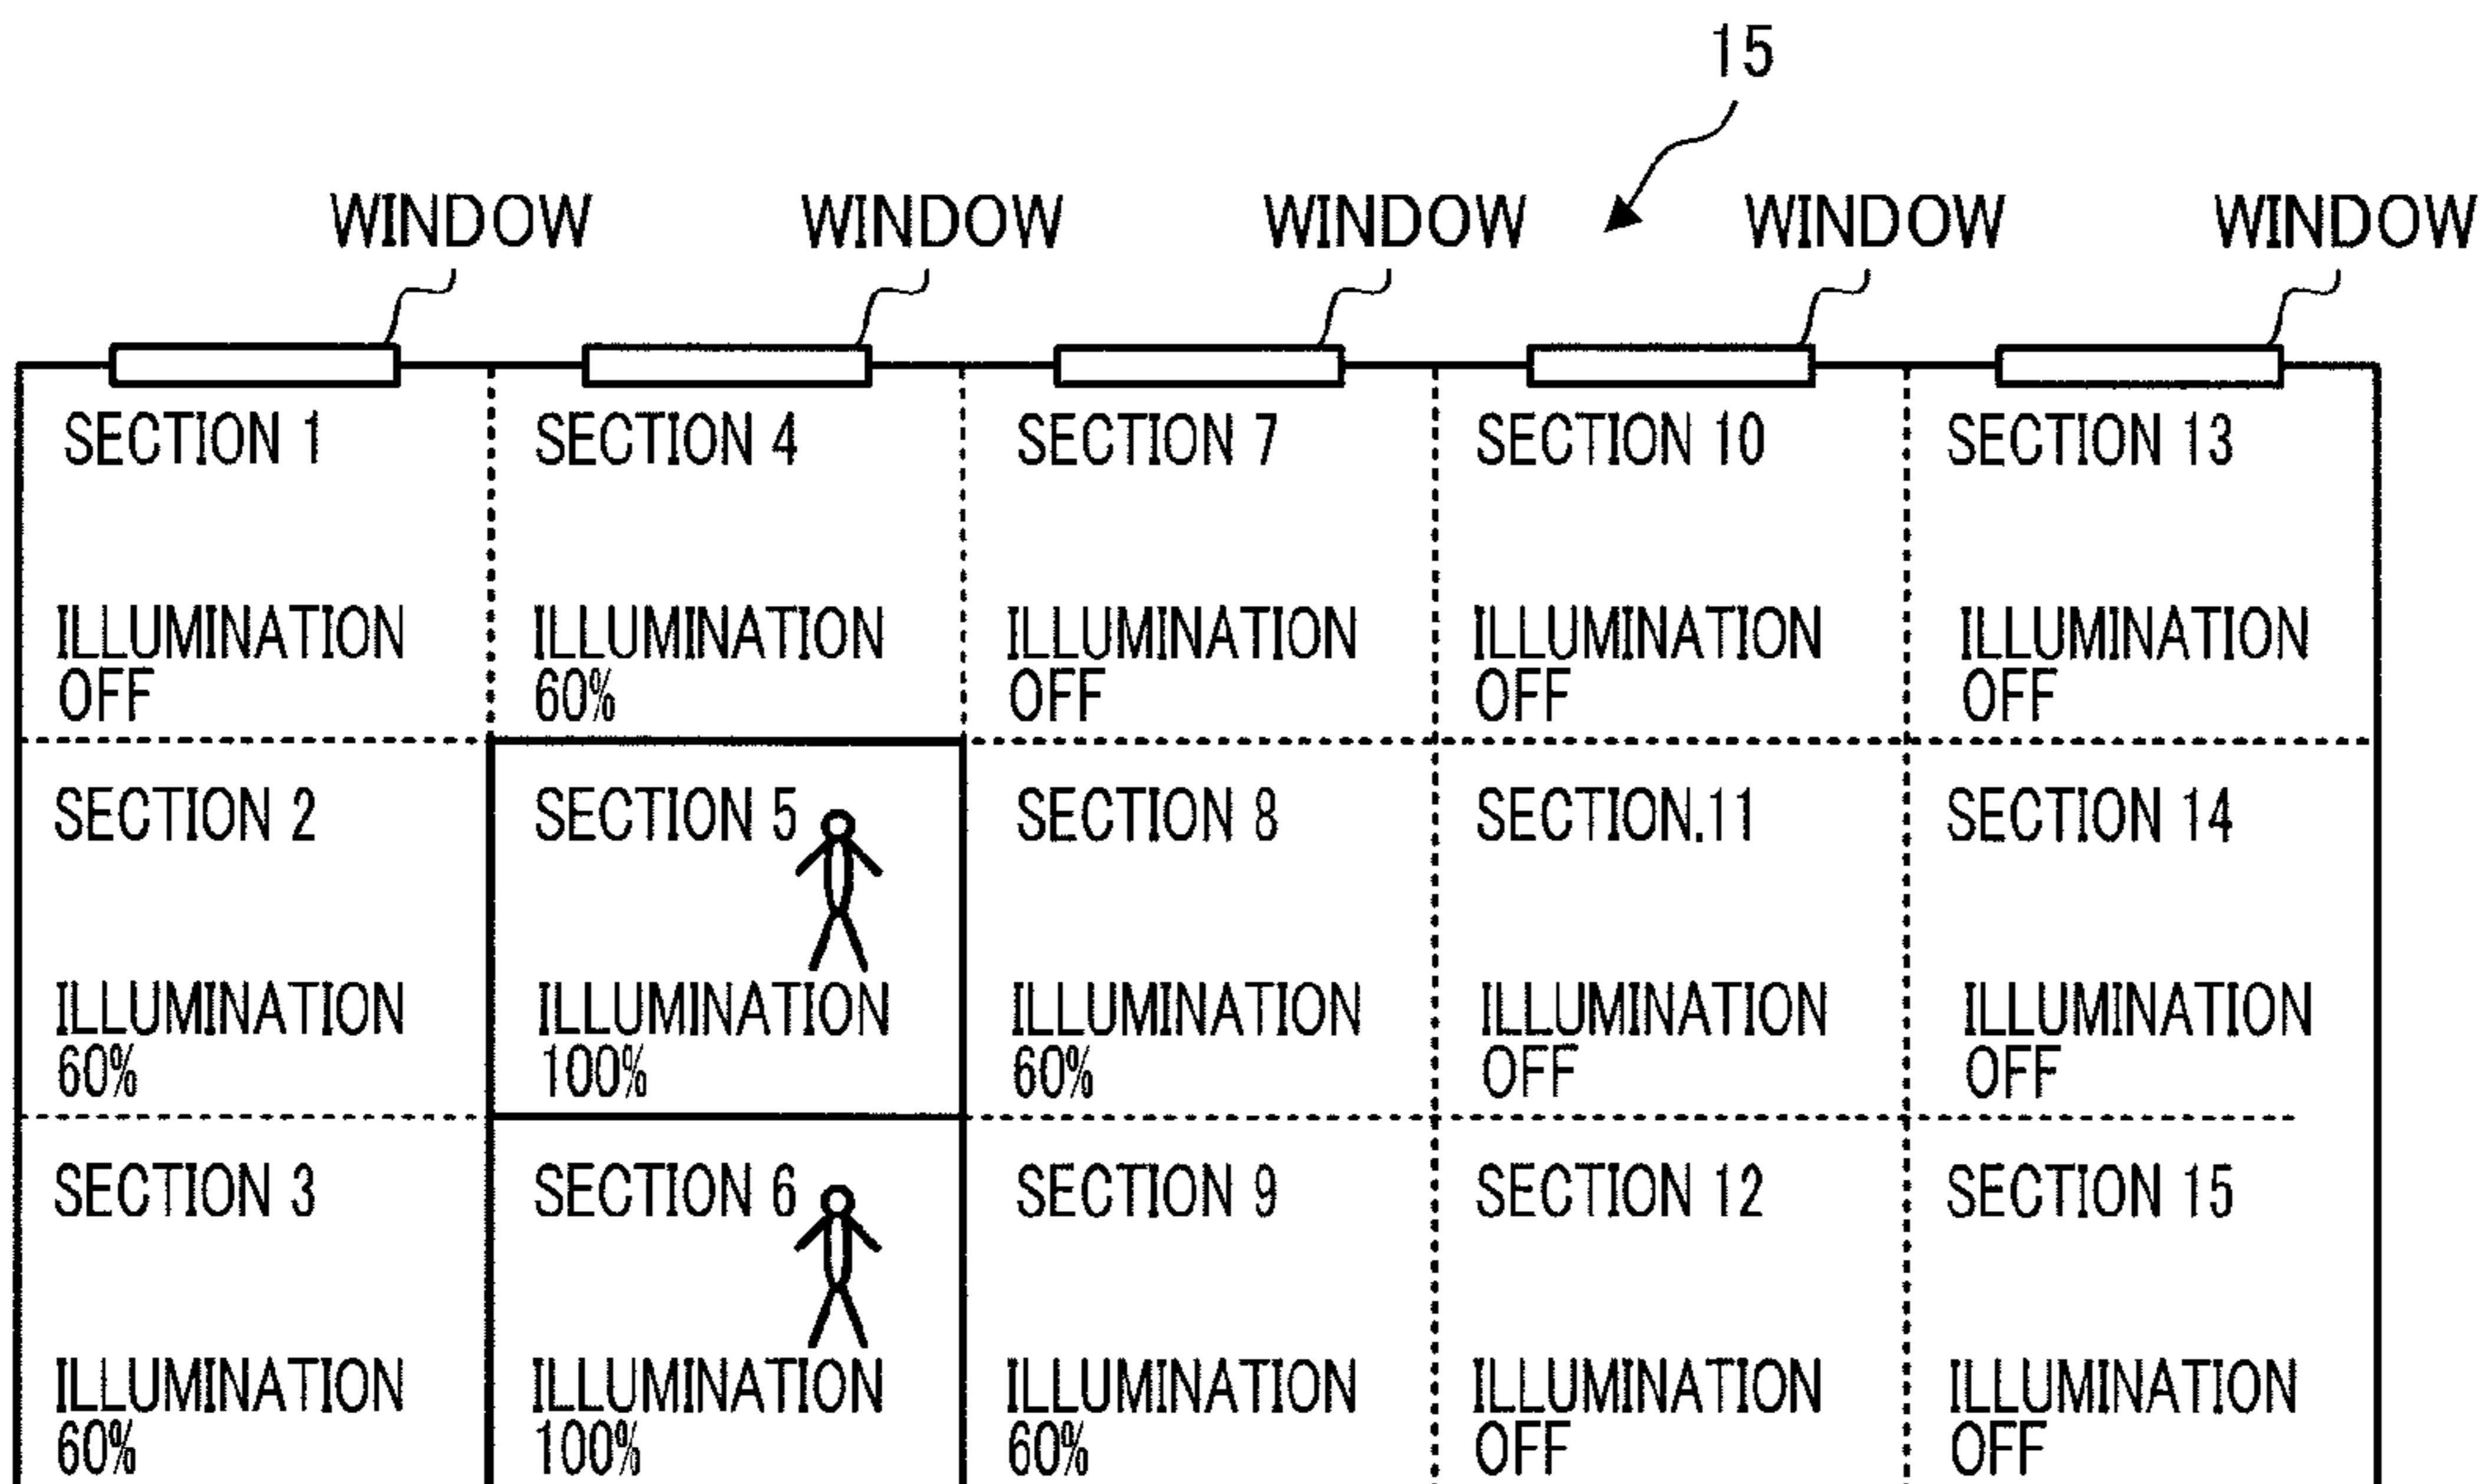 15
WINDOW WINDOW WINDOW WINDOW WINDOW
SECTION 1 SECTION 4 SECTION 7 SECTION 10 SECTION 13
ILLUMINATION ILLUMINATION ILLUMINATION ILLUMINATION ILLUMINATION
OFF 60% OFF OFF OFF
SECTION 2 SECTION 5 SECTION 8 SECTION.11 SECTION 14
ILLUMINATION ILLUMINATION ILLUMINATION ILLUMINATION ILLUMINATION
60% 100% 60% OFF OFF
SECTION 3 SECTION 6 SECTION 9 SECTION 12 SECTION 15
ILLUMINATION ILLUMINATION ILLUMINATION ILLUMINATION ILLUMINATION
60% 100% 60% OFF OFF